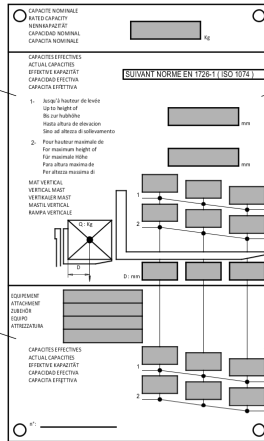 CAPACITE NOMINALE
RATED CAPACITY
NENNKAPAZITÄT
CAPACIDAD NOMINAL
CAPACITA NOMINALE
Kg
CAPACITES EFFECTIVES
ACTUAL CAPACITIES
EFFEKTIVE KAPAZITÄT
CAPACIDAD EFECTIVA
CAPACITA EFFETTIVA
SUIVANT NORME EN 1726-1 ( ISO 1074 )
1- Jusqu'à hauteur de levée
Up to height of
Bis zur hubhöhe
Hasta altura de elevacion
Sino ad altezza di sollevamento
mm
2- Pour hauteur maximale de
For maximum height of
Für maximale Höhe
Para altura maxima de
Per altezza massima di
mm
MAT VERTICAL
VERTICAL MAST
VERTIKALER MAST
MASTIL VERTICAL
RAMPA VERTICALE
1
2
Q : Kg
D
D : mm
EQUIPEMENT
ATTACHMENT
ZUBEHÖR
EQUIPO
ATTREZZATURA
CAPACITES EFFECTIVES
ACTUAL CAPACITIES
EFFEKTIVE KAPAZITÄT
CAPACIDAD EFECTIVA
CAPACITA EFFETTIVA
1
2
n°: